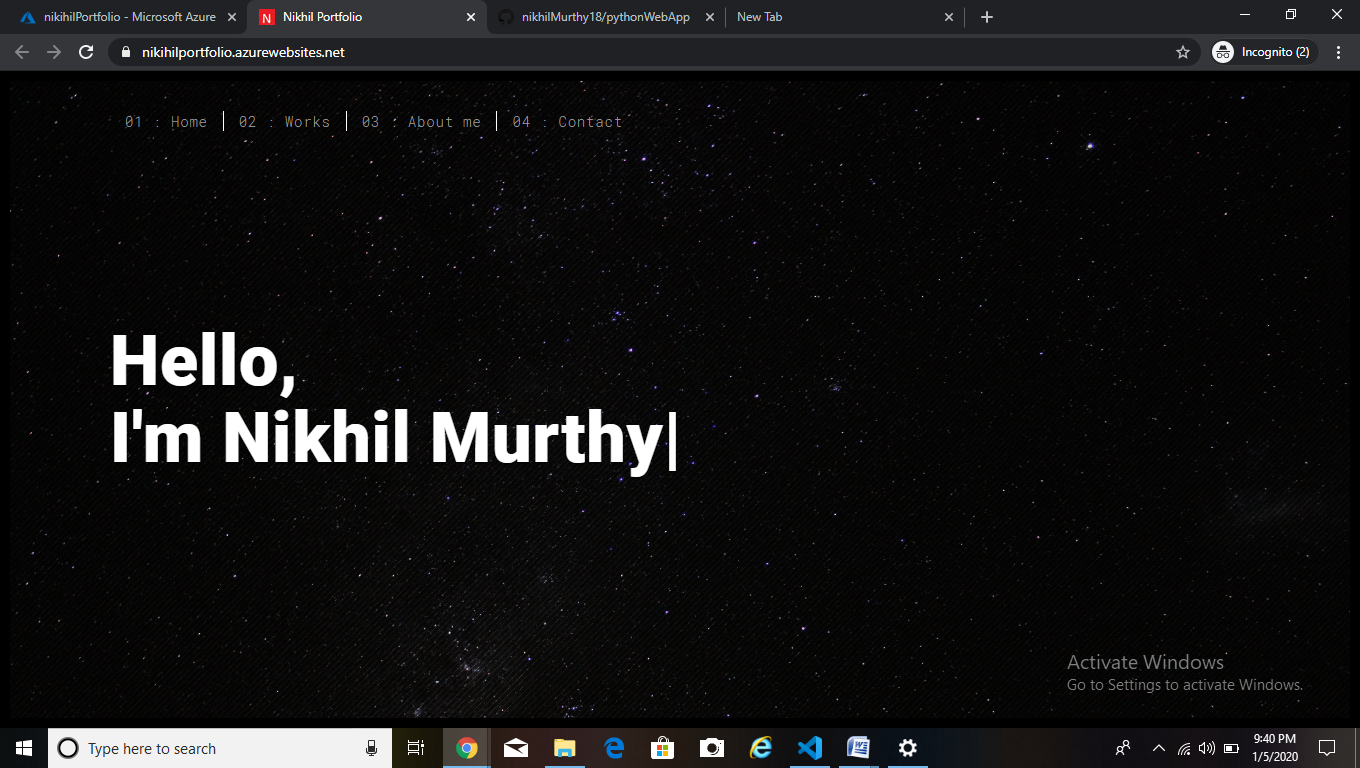 nikihilPortfolio - Microsoft Azure
N Nikhil Portfolio
nikhilMurthy18/pythonWebApp
New Tab
nikihilportfolio.azurewebsites.net
Incognito (2)
01 : Home
02 : Works
03 : About me
04 : Contact
Hello,
I'm Nikhil Murthy|
Activate Windows
Go to Settings to activate Windows.
Type here to search
9:40 PM
1/5/2020